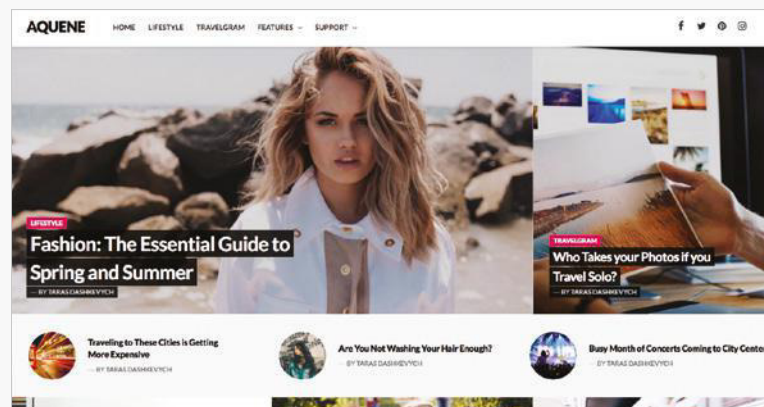 AQUENE
HOME LIFESTYLE TRAVELGRAM FEATURES SUPPORT
LIFESTYLE
Fashion: The Essential Guide to
Spring and Summer
— BY TARAS DASHKEVYCH
TRAVELGRAM
Who Takes your Photos if you
Travel Solo?
— BY TARAS DASHKEVYCH
Traveling to These Cities is Getting
More Expensive
— BY TARAS DASHKEVYCH
Are You Not Washing Your Hair Enough?
— BY TARAS DASHKEVYCH
Busy Month of Concerts Coming to City Cente
— BY TARAS DASHKEVYCH